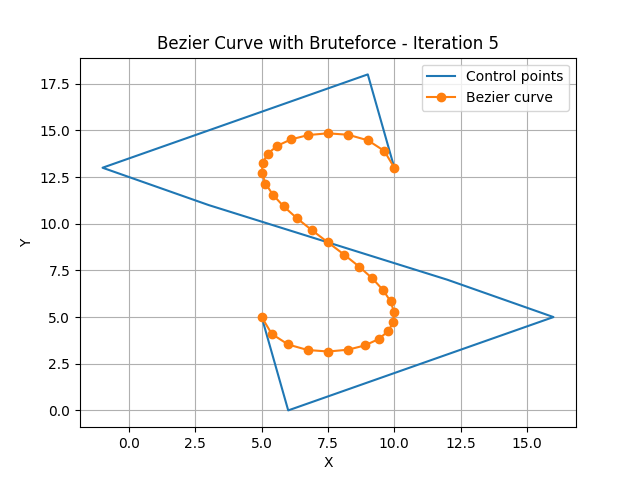 Bezier Curve with Bruteforce - Iteration 5
Control points
Bezier curve
17.5
15.0
12.5
10.0
7.5
5.0
2.5
0.0
Y
0.0 2.5 5.0 7.5 10.0 12.5 15.0
X